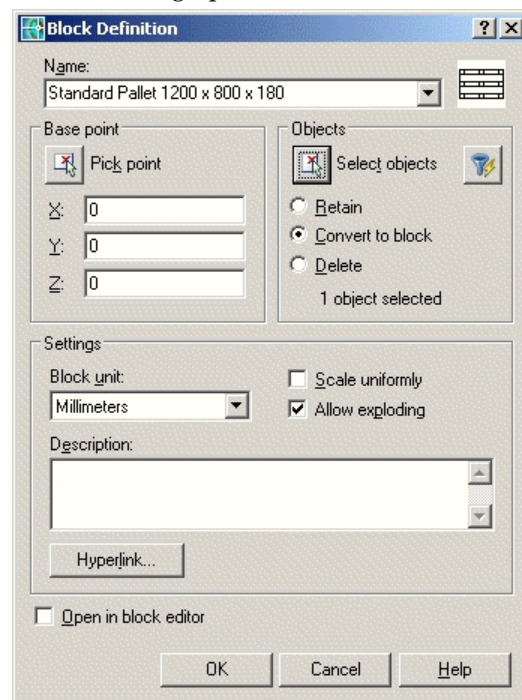 Block Definition
Name:
Standard Pallet 1200 x 800 x 180
Base point
Pick point
X: 0
Y: 0
Z: 0
Objects
Select objects
Retain
Convert to block
Delete
1 object selected
Settings
Block unit:
Millimeters
Scale uniformly
Allow exploding
Description:
Hyperlink...
Open in block editor
OK Cancel Help